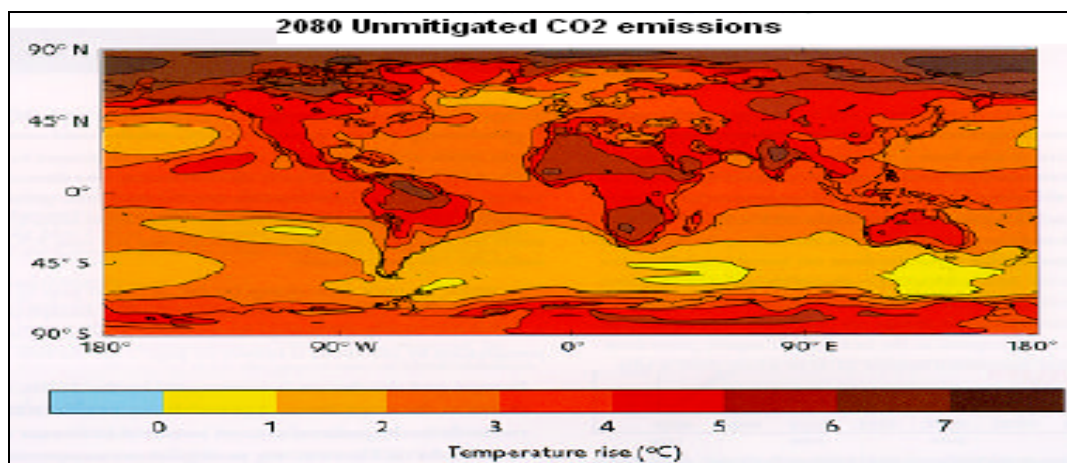 2080 Unmitigated CO2 emissions
90° N
45° N
0°
45° S
90° S
180° 90° W 0° 90° E 180°
0 1 2 3 4 5 6 7
Temperature rise (°C)